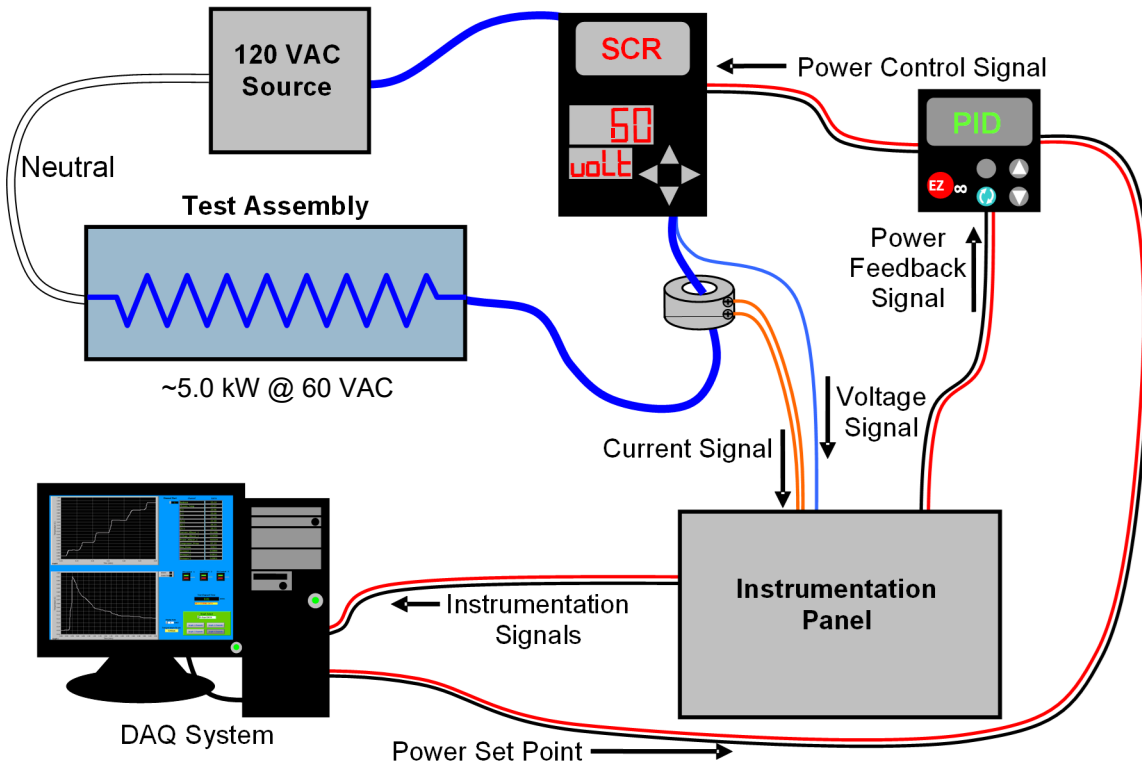 120 VAC
Source
SCR
60
volt
Power Control Signal
PID
EZ
∞
Neutral
Test Assembly
~5.0 kW @ 60 VAC
Power
Feedback
Signal
Voltage
Signal
Current Signal
Instrumentation
Panel
Instrumentation
Signals
DAQ System
Power Set Point